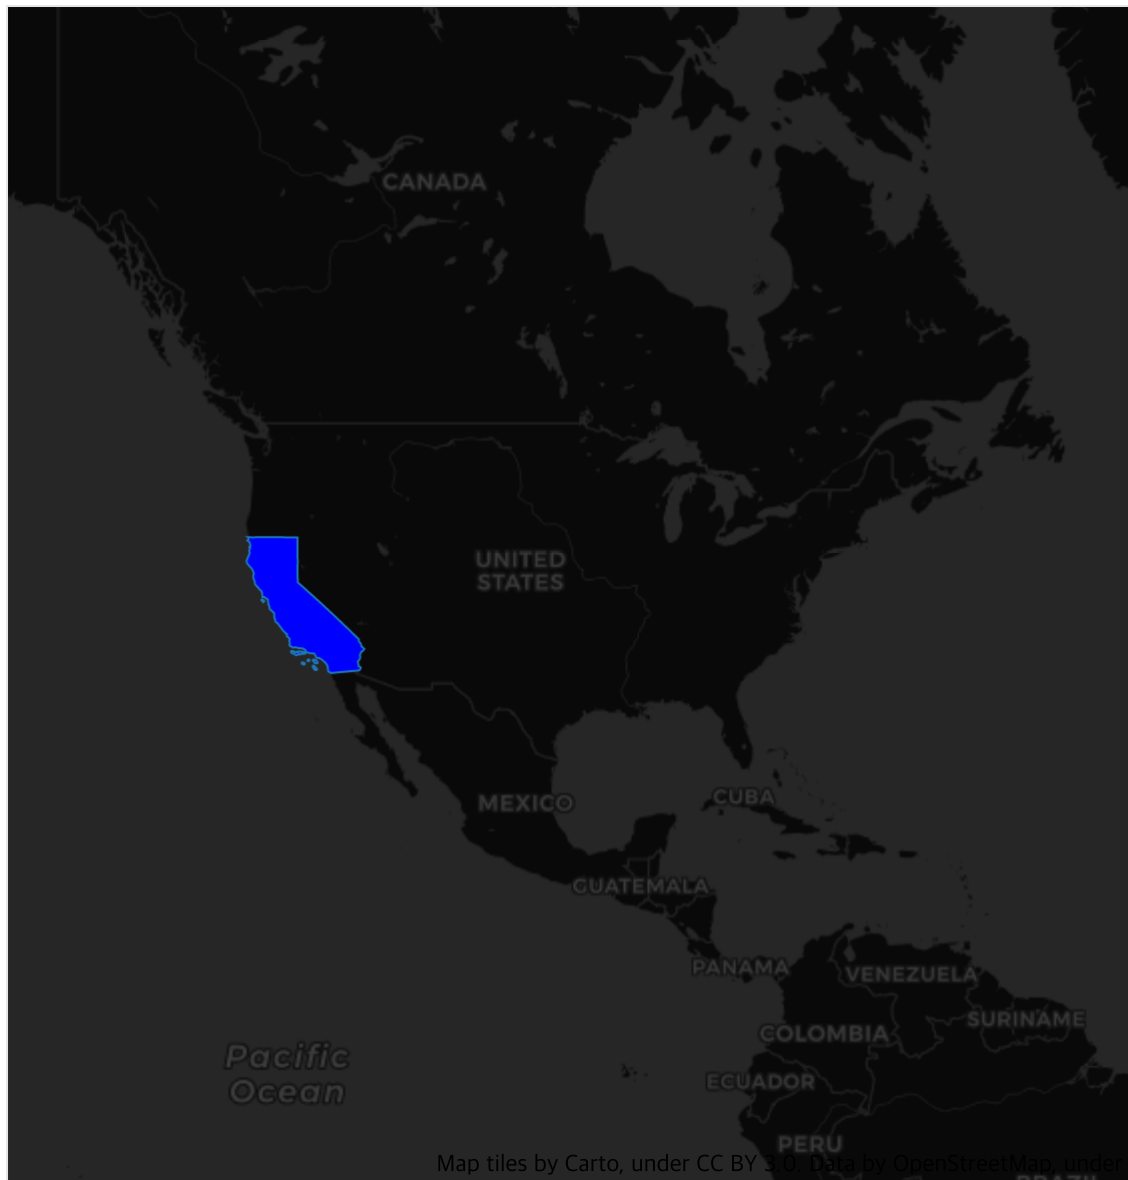 CANADA
UNITED
STATES
MEXICO
CUBA
GUATEMALA
PANAMA
VENEZUELA
SURINAME
COLOMBIA
Pacific
Ocean
ECUADOR
PERU
Map tiles by Carto, under CC BY 3.0. Data by OpenStreetMap, under
BRAZIL